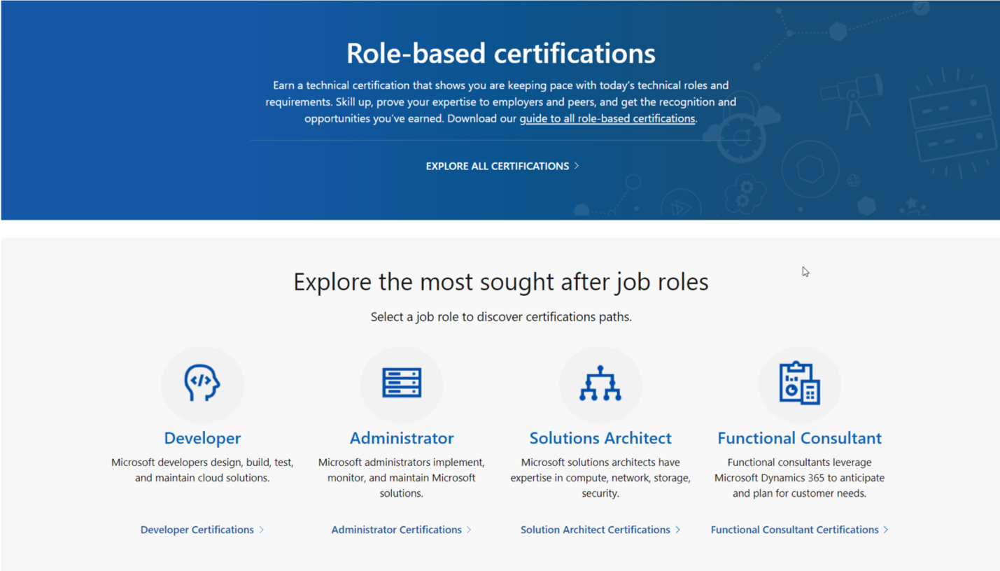 Role-based certifications
Earn a technical certification that shows you are keeping pace with today's technical roles and
requirements. Skill up, prove your expertise to employers and peers, and get the recognition and
opportunities you've earned. Download our guide to all role-based certifications.
EXPLORE ALL CERTIFICATIONS >
Explore the most sought after job roles
Select a job role to discover certifications paths.
</>
Developer
Microsoft developers design, build, test,
and maintain cloud solutions.
Developer Certifications >
Administrator
Microsoft administrators implement,
monitor, and maintain Microsoft
solutions.
Administrator Certifications >
Solutions Architect
Microsoft solutions architects have
expertise in compute, network, storage,
security.
Solution Architect Certifications >
Functional Consultant
Functional consultants leverage
Microsoft Dynamics 365 to anticipate
and plan for customer needs.
Functional Consultant Certifications >